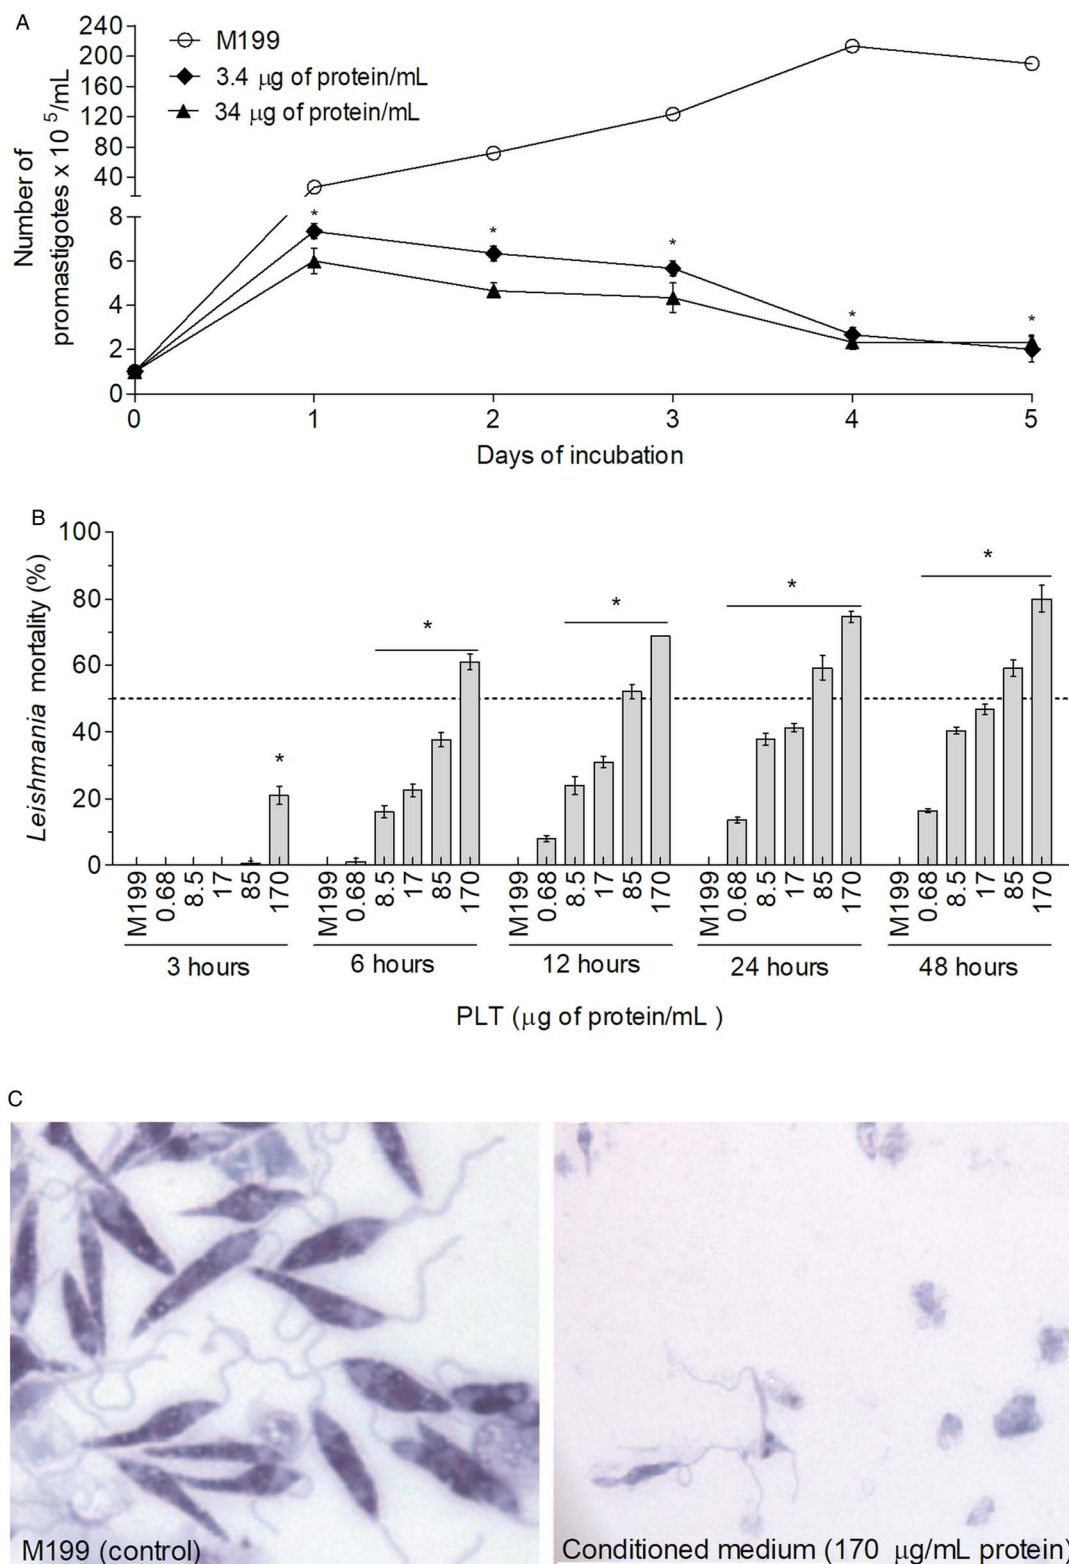 A
Number of
promastigotes x 10 5/mL
240
200
160
120
80
40
8
6
4
2
0
M199
3.4 μg of protein/mL
34 μg of protein/mL
* * * * *
0 1 2 3 4 5
Days of incubation
B
Leishmania mortality (%)
100
80
60
40
20
0
* * * * *
M199 0.68 8.5 17 85 170 M199 0.68 8.5 17 85 170 M199 0.68 8.5 17 85 170 M199 0.68 8.5 17 85 170 M199 0.68 8.5 17 85 170
3 hours 6 hours 12 hours 24 hours 48 hours
PLT (μg of protein/mL )
C
M199 (control)
Conditioned medium (170 μg/mL protein)